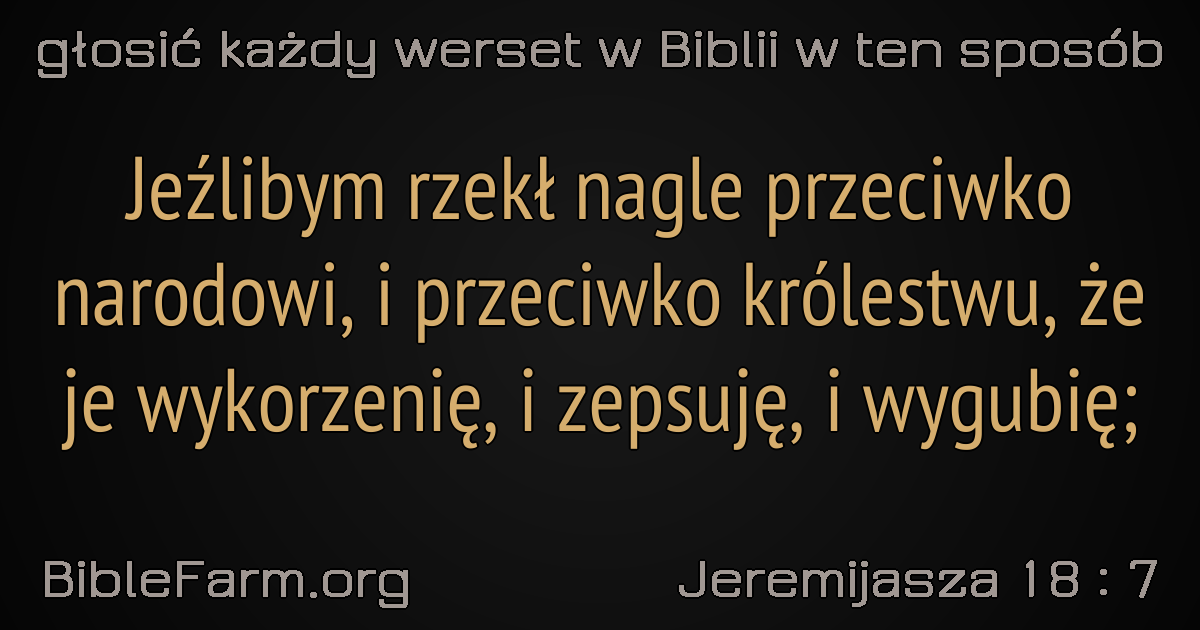 głosić każdy werset w Biblii w ten sposób
Jeźlibym rzekł nagle przeciwko
narodowi, i przeciwko królestwu, że
je wykorzenię, i zepsuję, i wygubię;
BibleFarm.org
Jeremijasza 18 : 7